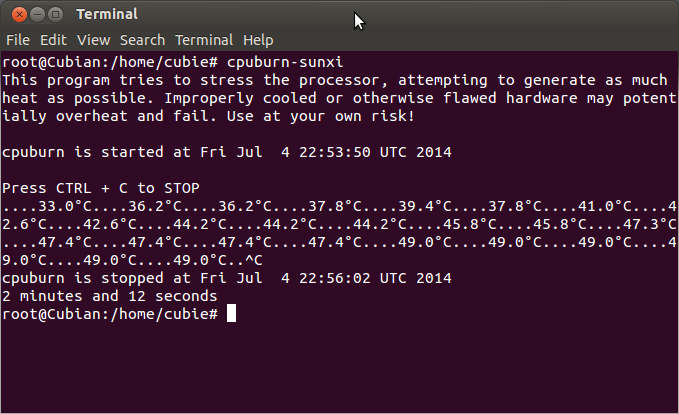 Terminal
File Edit View Search Terminal Help
root@Cubian:/home/cubie# cpuburn-sunxi
This program tries to stress the processor, attempting to generate as much
heat as possible. Improperly cooled or otherwise flawed hardware may potent
ially overheat and fail. Use at your own risk!
cpuburn is started at Fri Jul  4 22:53:50 UTC 2014
Press CTRL + C to STOP
....33.0°C....36.2°C....36.2°C....37.8°C....39.4°C....37.8°C....41.0°C....4
2.6°C....42.6°C....44.2°C....44.2°C....44.2°C....45.8°C....45.8°C....47.3°C
....47.4°C....47.4°C....47.4°C....47.4°C....49.0°C....49.0°C....49.0°C....4
9.0°C....49.0°C....49.0°C..^C
cpuburn is stopped at Fri Jul  4 22:56:02 UTC 2014
2 minutes and 12 seconds
root@Cubian:/home/cubie#